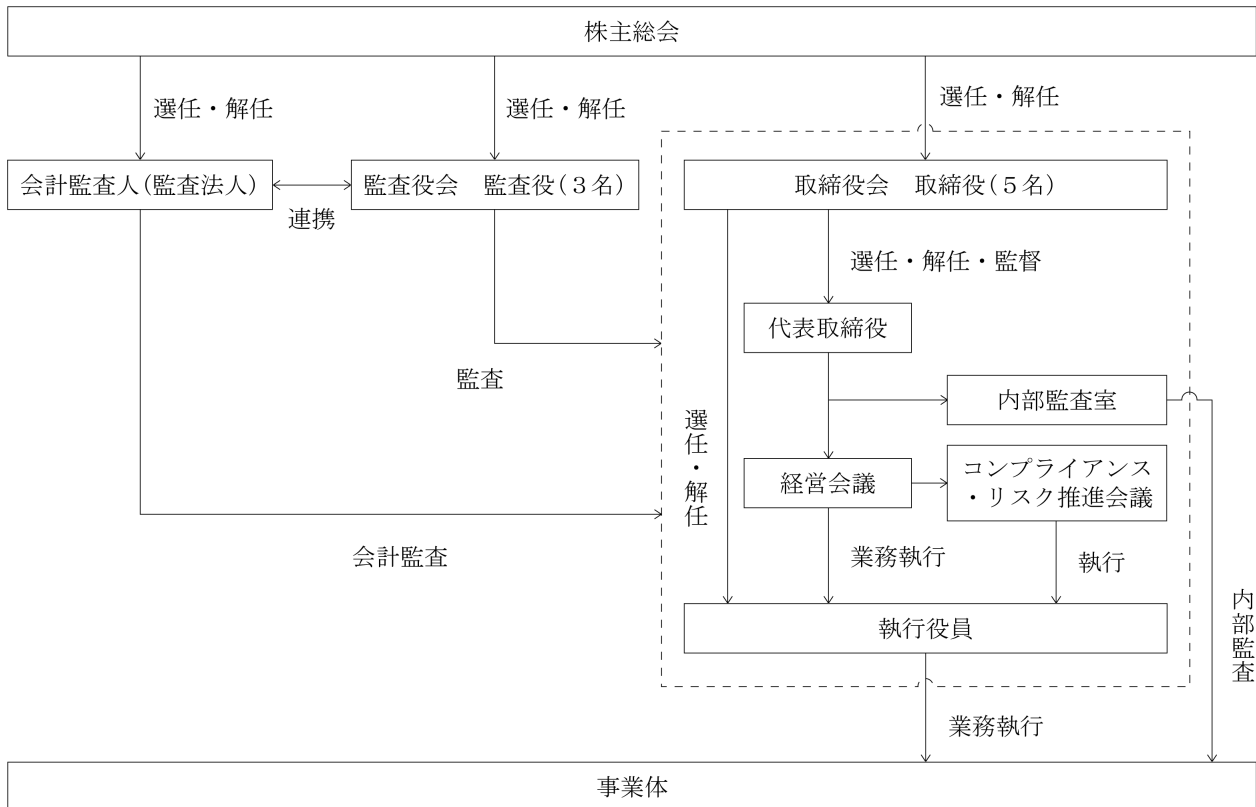 株主総会
選任・解任
選任・解任
選任・解任
会計監査人(監査法人)
連携
監査役会　監査役(3名)
取締役会　取締役(5名)
選任・解任・監督
代表取締役
監査
内部監査室
選任・解任
経営会議
コンプライアンス
・リスク推進会議
会計監査
業務執行
執行
執行役員
内部監査
業務執行
事業体